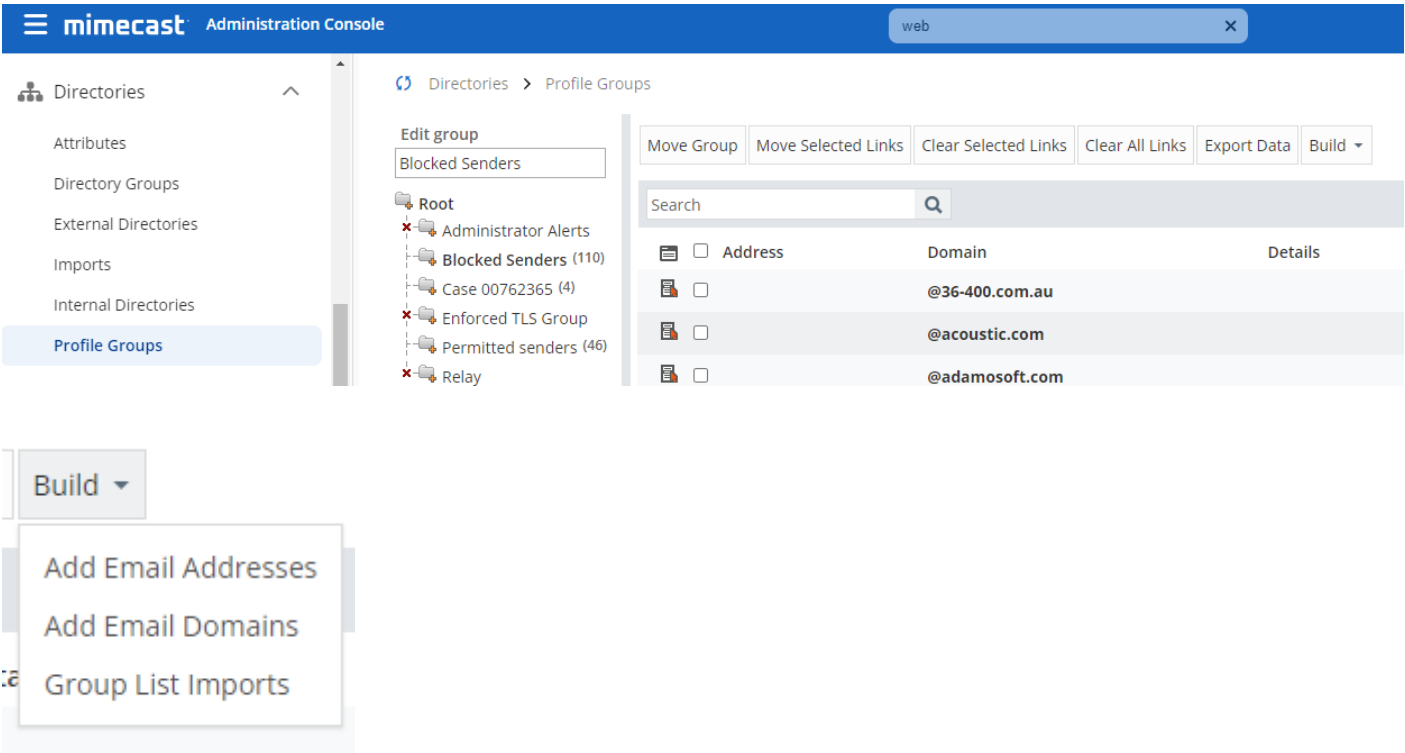 mimecast Administration Console
web
Directories
Attributes
Directory Groups
External Directories
Imports
Internal Directories
Profile Groups
Directories > Profile Groups
Edit group
Blocked Senders
Root
Administrator Alerts
Blocked Senders (110)
Case 00762365 (4)
Enforced TLS Group
Permitted senders (46)
Relay
Move Group Move Selected Links Clear Selected Links Clear All Links Export Data Build
Search
Address Domain Details
@36-400.com.au
@acoustic.com
@adamosoft.com
Build
Add Email Addresses
Add Email Domains
Group List Imports